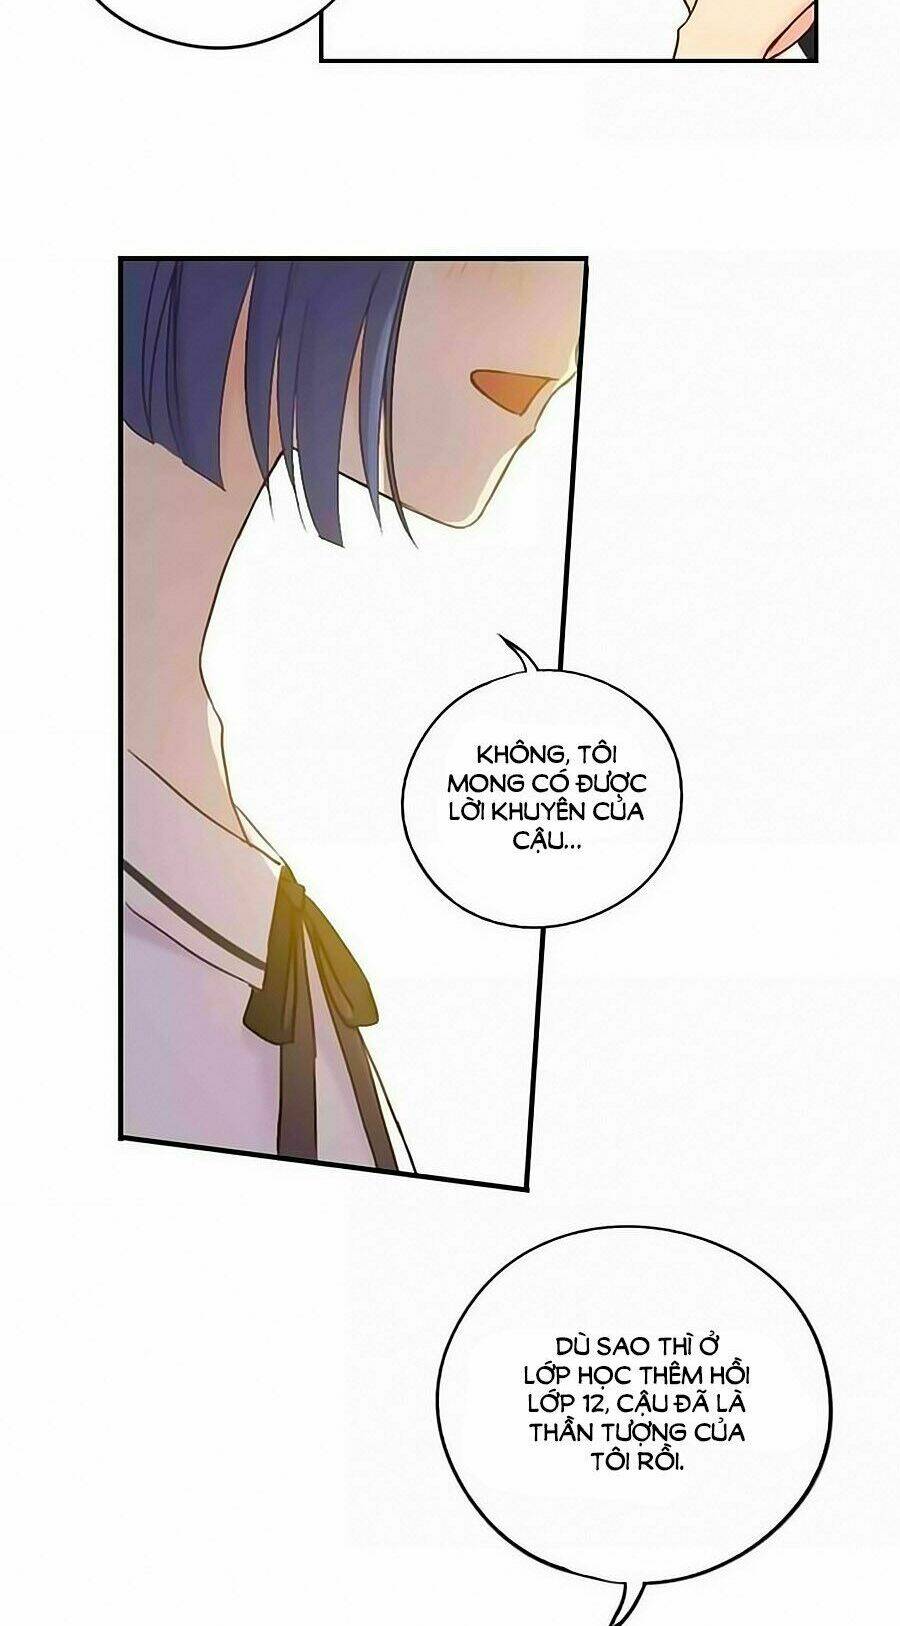 KHÔNG, TÔI
MONG CÓ ĐƯỢC
LỜI KHUYÊN CỦA
CẬU...
DÙ SAO THÌ Ở
LỚP HỌC THÊM HỒI
LỚP 12, CẬU ĐÃ LÀ
THẦN TƯỢNG CỦA
TÔI RỒI.